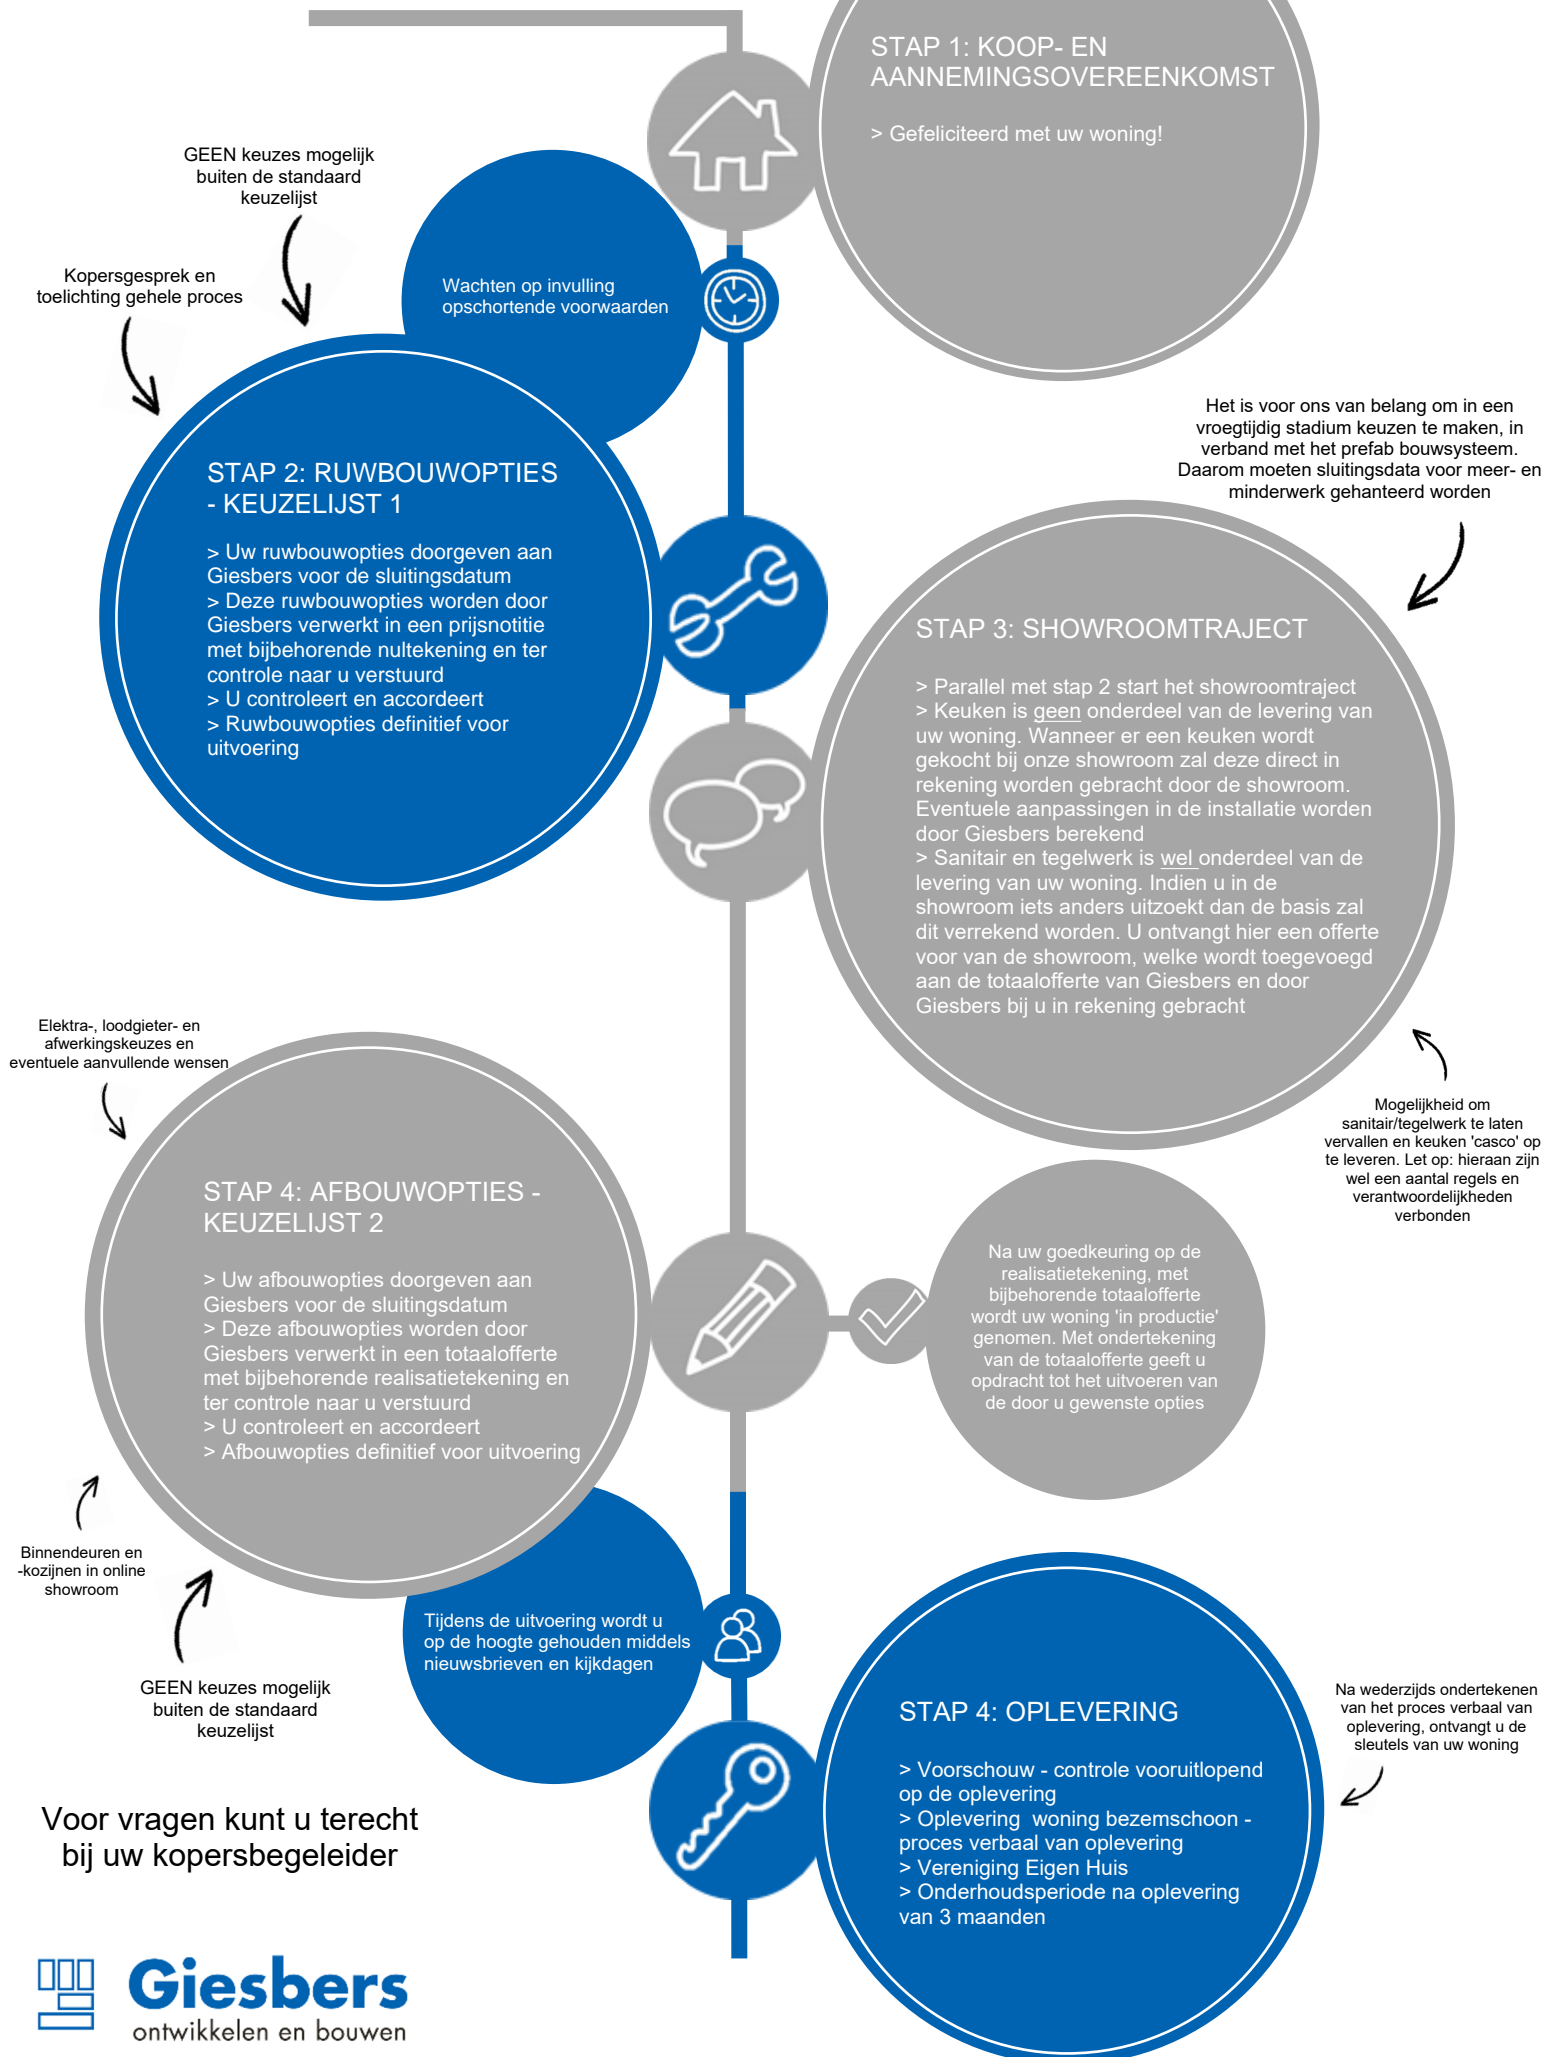 STAP 1: KOOP- EN
AANNEMINGSOVEREENKOMST
> Gefeliciteerd met uw woning!
GEEN keuzes mogelijk
buiten de standaard
keuzelijst
Kopersgesprek en
toelichting gehele proces
Wachten op invulling
opschortende voorwaarden
STAP 2: RUWBOUWOPTIES
- KEUZELIJST 1
> Uw ruwbouwopties doorgeven aan
Giesbers voor de sluitingsdatum
> Deze ruwbouwopties worden door
Giesbers verwerkt in een prijsnotitie
met bijbehorende nultekening en ter
controle naar u verstuurd
> U controleert en accordeert
> Ruwbouwopties definitief voor
uitvoering
Het is voor ons van belang om in een
vroegtijdig stadium keuzen te maken, in
verband met het prefab bouwsysteem.
Daarom moeten sluitingsdata voor meer- en
minderwerk gehanteerd worden
STAP 3: SHOWROOMTRAJECT
> Parallel met stap 2 start het showroomtraject
> Keuken is geen onderdeel van de levering van
uw woning. Wanneer er een keuken wordt
gekocht bij onze showroom zal deze direct in
rekening worden gebracht door de showroom.
Eventuele aanpassingen in de installatie worden
door Giesbers berekend
> Sanitair en tegelwerk is wel onderdeel van de
levering van uw woning. Indien u in de
showroom iets anders uitzoekt dan de basis zal
dit verrekend worden. U ontvangt hier een offerte
voor van de showroom, welke wordt toegevoegd
aan de totaalofferte van Giesbers en door
Giesbers bij u in rekening gebracht
Mogelijkheid om
sanitair/tegelwerk te laten
vervallen en keuken 'casco' op
te leveren. Let op: hieraan zijn
wel een aantal regels en
verantwoordelijkheden
verbonden
Elektra-, loodgieter- en
afwerkingskeuzes en
eventuele aanvullende wensen
STAP 4: AFBOUWOPTIES -
KEUZELIJST 2
> Uw afbouwopties doorgeven aan
Giesbers voor de sluitingsdatum
> Deze afbouwopties worden door
Giesbers verwerkt in een totaalofferte
met bijbehorende realisatietekening en
ter controle naar u verstuurd
> U controleert en accordeert
> Afbouwopties definitief voor uitvoering
Na uw goedkeuring op de
realisatietekening, met
bijbehorende totaalofferte
wordt uw woning 'in productie'
genomen. Met ondertekening
van de totaalofferte geeft u
opdracht tot het uitvoeren van
de door u gewenste opties
Binnendeuren en
-kozijnen in online
showroom
GEEN keuzes mogelijk
buiten de standaard
keuzelijst
Tijdens de uitvoering wordt u
op de hoogte gehouden middels
nieuwsbrieven en kijkdagen
STAP 4: OPLEVERING
> Voorschouw - controle vooruitlopend
op de oplevering
> Oplevering  woning bezemschoon -
proces verbaal van oplevering
> Vereniging Eigen Huis
> Onderhoudsperiode na oplevering
van 3 maanden
Na wederzijds ondertekenen
van het proces verbaal van
oplevering, ontvangt u de
sleutels van uw woning
Voor vragen kunt u terecht
bij uw kopersbegeleider
Giesbers
ontwikkelen en bouwen